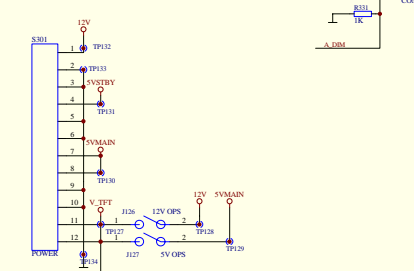 R331
1K
A_DIM
12V
S301
1
TP132
2
TP133
3
5VSTBY
4
TP131
5
6
5VMAIN
7
8
TP130
9
12V
5VMAIN
10
V_TFT
J126
12V OPS
11
TP127
1
2
TP128
12
1
2
TP129
POWER
TP134
J127
5V OPS